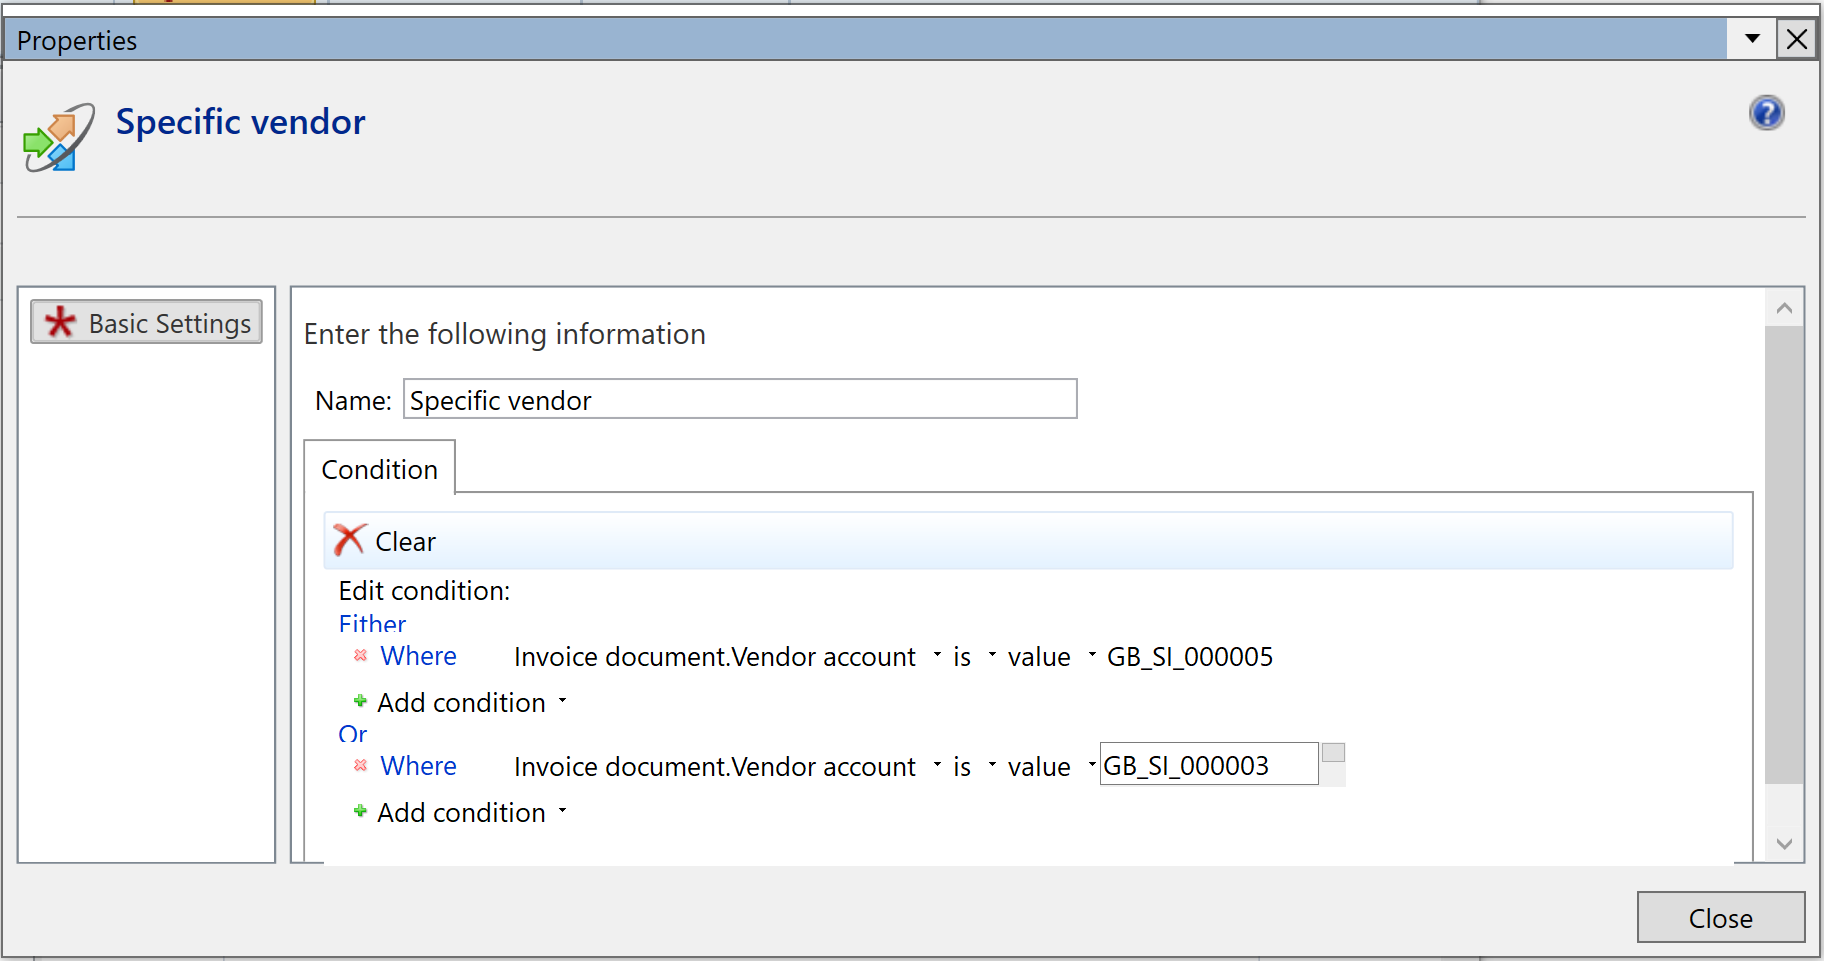 Properties
Specific vendor
Basic Settings
Enter the following information
Name: Specific vendor
Condition
Clear
Edit condition:
Either
Where Invoice document.Vendor account is value GB_SI_000005
Add condition
Or
Where Invoice document.Vendor account is value GB_SI_000003
Add condition
Close